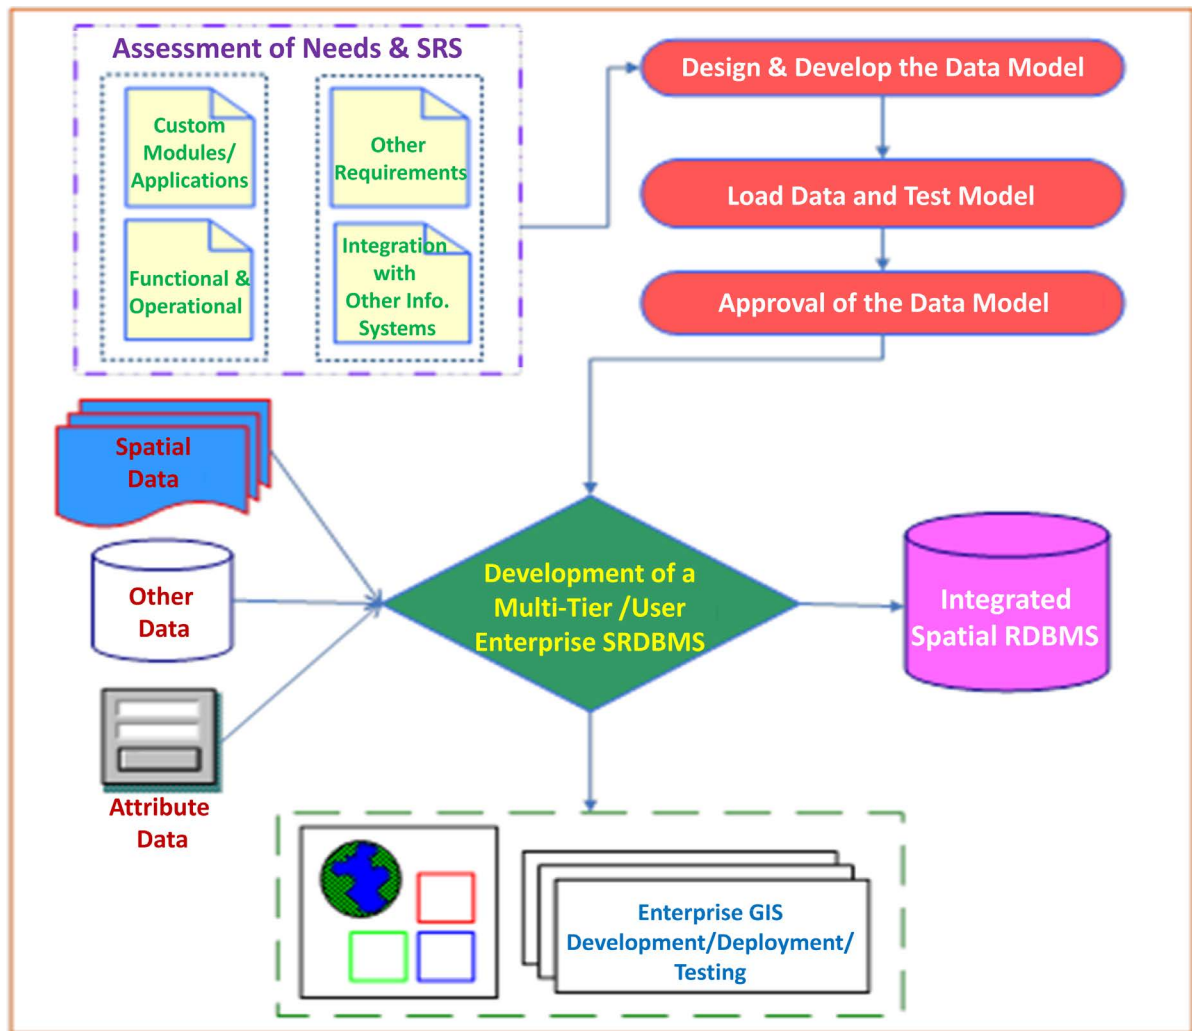 Assessment of Needs & SRS
Custom
Modules/
Applications
Other
Requirements
Functional &
Operational
Integration
with
Other Info.
Systems
Design & Develop the Data Model
Load Data and Test Model
Approval of the Data Model
Spatial
Data
Other
Data
Attribute
Data
Development of a
Multi-Tier /User
Enterprise SRDBMS
Integrated
Spatial RDBMS
Enterprise GIS
Development/Deployment/
Testing